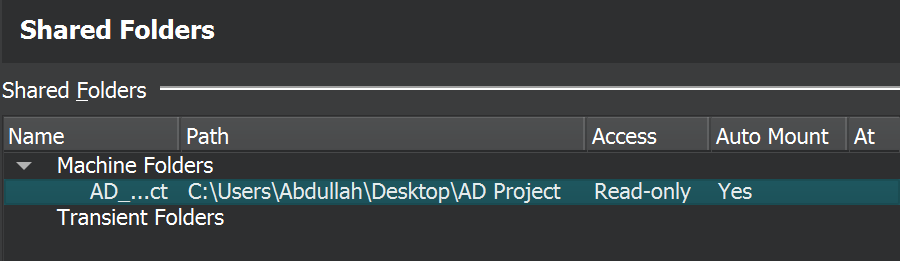 Shared Folders
Shared Folders
Name Path Access Auto Mount At
Machine Folders
AD_...ct C:\Users\Abdullah\Desktop\AD Project Read-only Yes
Transient Folders